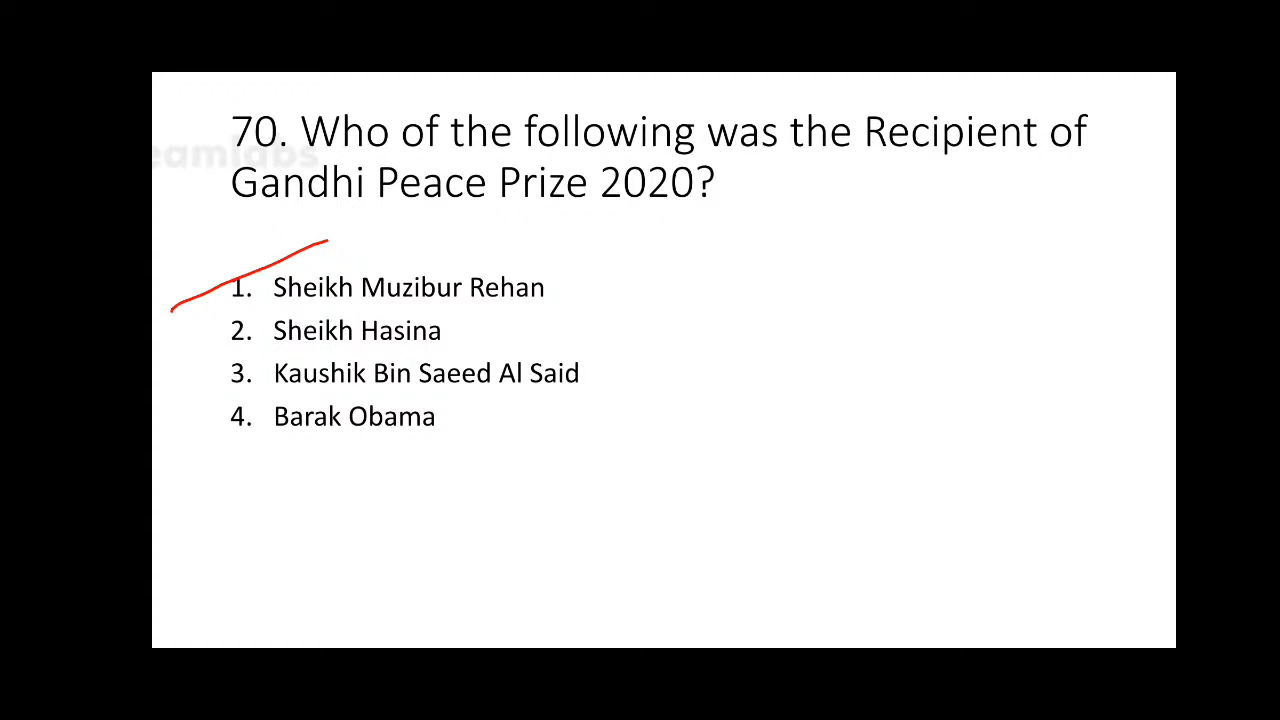 70. Who of the following was the Recipient of
eamlabs
Gandhi Peace Prize 2020?
1. Sheikh Muzibur Rehan
2. Sheikh Hasina
3. Kaushik Bin Saeed Al Said
4. Barak Obama